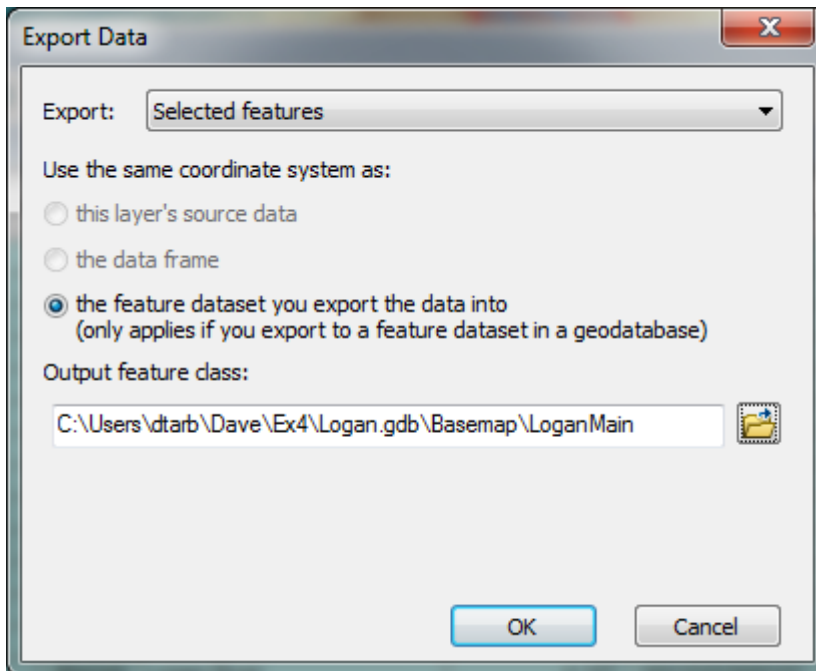 Export Data
Export: Selected features
Use the same coordinate system as:
this layer's source data
the data frame
the feature dataset you export the data into
(only applies if you export to a feature dataset in a geodatabase)
Output feature class:
C:\Users\dtarb\Dave\Ex4\Logan.gdb\Basemap\LoganMain
OK Cancel